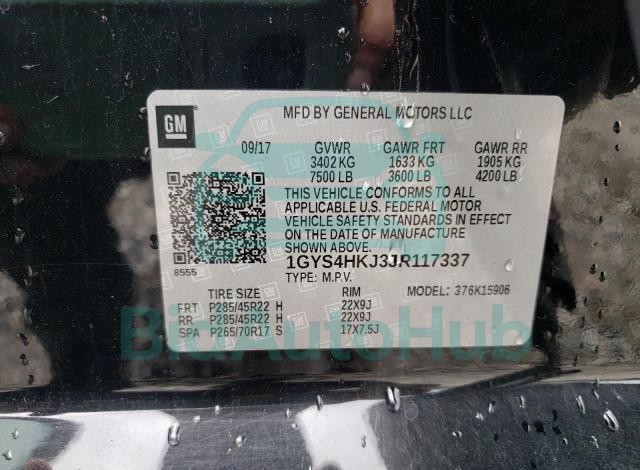 GM
MFD BY GENERAL MOTORS LLC
09/17 GVWR GAWR FRT GAWR RR
3402 KG 1633 KG 1905 KG
7500 LB 3600 LB 4200 LB
THIS VEHICLE CONFORMS TO ALL
APPLICABLE U.S. FEDERAL MOTOR
VEHICLE SAFETY STANDARDS IN EFFECT
ON THE DATE OF MANUFACTURE
SHOWN ABOVE.
8555
1GYS4HKJ3JR117337
TYPE: M.P.V.
MODEL: 376K15906
TIRE SIZE RIM
FRT P285/45R22 H 22X9J
RR P285/45R22 H 22X9J
SPA P265/70R17 S 17X7.5J
BidAutoHub